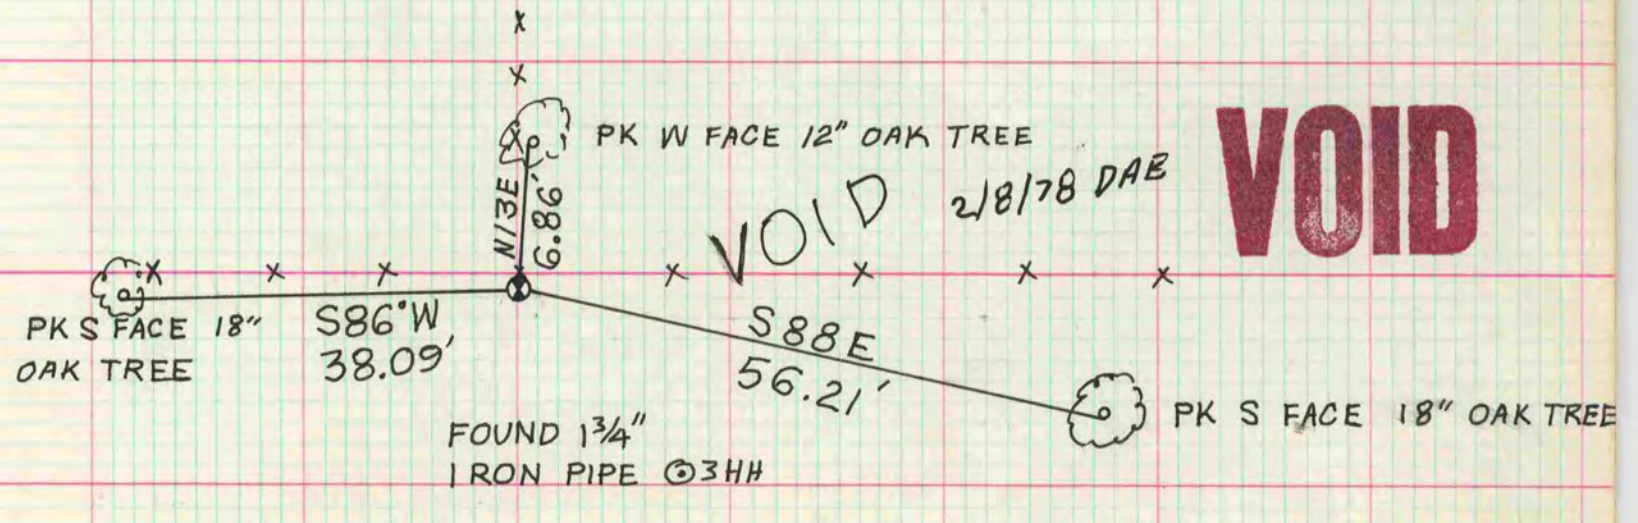 PK W FACE 12" OAK TREE
VOID
N13E
6.86'
VOID 2/8/78 DAE
PK S FACE 18"
OAK TREE
S86°W
38.09'
S88E
56.21'
PK S FACE 18" OAK TREE
FOUND 1¾"
IRON PIPE ⊙3HH